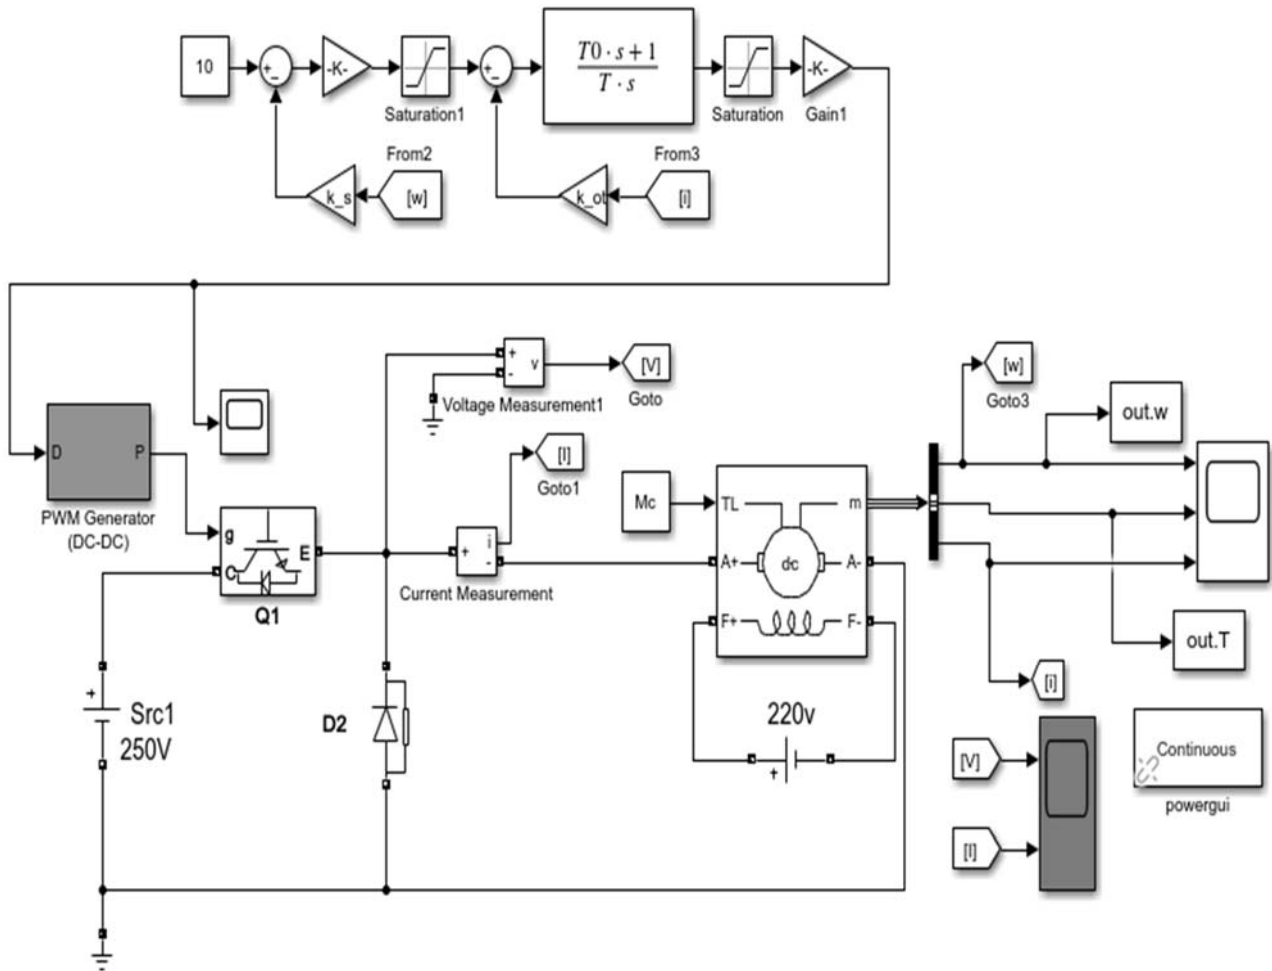 10
+
-
-K-
Saturation1
+
-
T0 · s + 1
T · s
Saturation
-K-
Gain1
From2
k_s
[w]
From3
k_ot
[i]
D
P
PWM Generator
(DC-DC)
+
-
v
Voltage Measurement1
[V]
Goto
[I]
Goto1
[w]
Goto3
out.w
g
C
E
Q1
+
i
-
Current Measurement
Mc
TL
m
A+
dc
A-
F+
F-
out.T
[i]
+
Src1
250V
D2
220v
+
[V]
[I]
Continuous
powergui